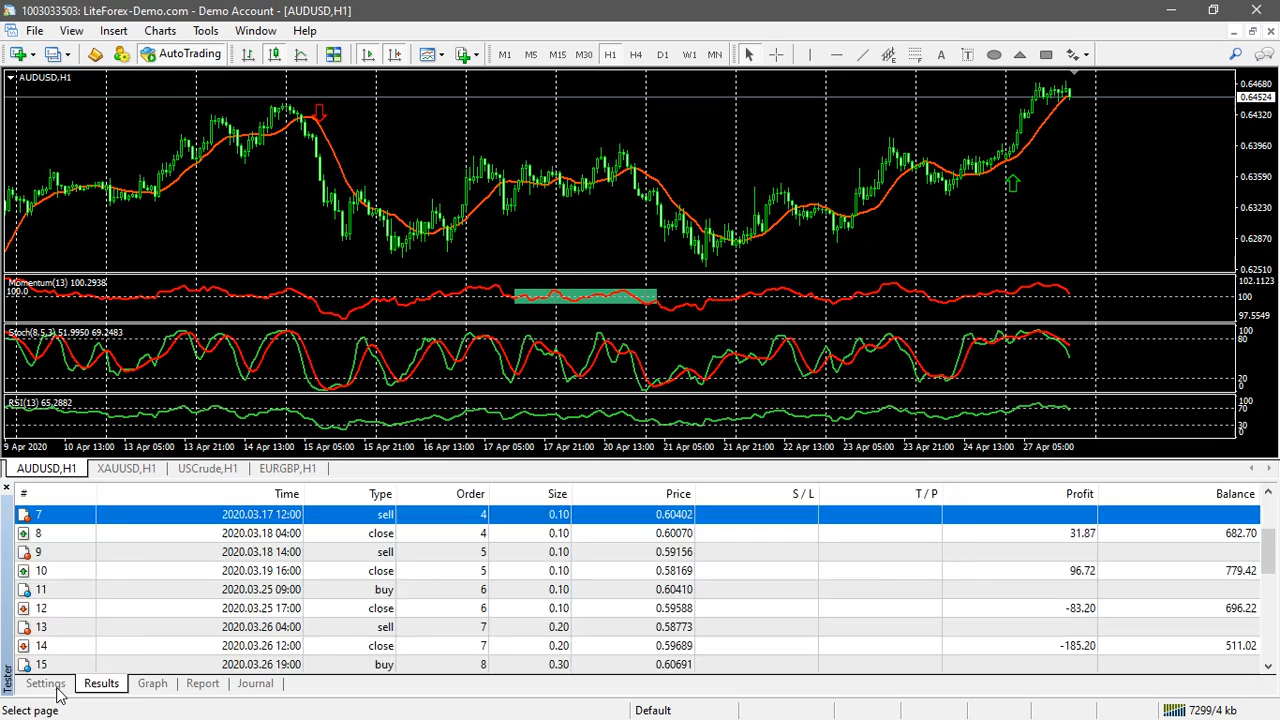 1003033503: LiteForex-Demo.com - Demo Account - [AUDUSD,H1]
File View Insert Charts Tools Window Help
AutoTrading M1 M5 M15 M30 H1 H4 D1 W1 MN A T
AUDUSD,H1
0.64680
0.64524
0.64320
0.63960
0.63590
0.63230
0.62870
0.62510
Momentum(13) 100.2938
100.0
102.1123
100
97.5549
Stoch(8,5,3) 51.9950 69.2483
100
80
20
0
RSI(13) 65.2882
100
70
30
0
9 Apr 2020 10 Apr 13:00 13 Apr 05:00 13 Apr 21:00 14 Apr 13:00 15 Apr 05:00 15 Apr 21:00 16 Apr 13:00 17 Apr 05:00 17 Apr 21:00 20 Apr 13:00 21 Apr 05:00 21 Apr 21:00 22 Apr 13:00 23 Apr 05:00 23 Apr 21:00 24 Apr 13:00 27 Apr 05:00
AUDUSD,H1 XAUUSD,H1 USCrude,H1 EURGBP,H1
# Time Type Order Size Price S / L T / P Profit Balance
7 2020.03.17 12:00 sell 4 0.10 0.60402
8 2020.03.18 04:00 close 4 0.10 0.60070 31.87 682.70
9 2020.03.18 14:00 sell 5 0.10 0.59156
10 2020.03.19 16:00 close 5 0.10 0.58169 96.72 779.42
11 2020.03.25 09:00 buy 6 0.10 0.60410
12 2020.03.25 17:00 close 6 0.10 0.59588 -83.20 696.22
13 2020.03.26 04:00 sell 7 0.20 0.58773
14 2020.03.26 12:00 close 7 0.20 0.59689 -185.20 511.02
15 2020.03.26 19:00 buy 8 0.30 0.60691
Tester
Settings Results Graph Report Journal
Select page Default 7299/4 kb